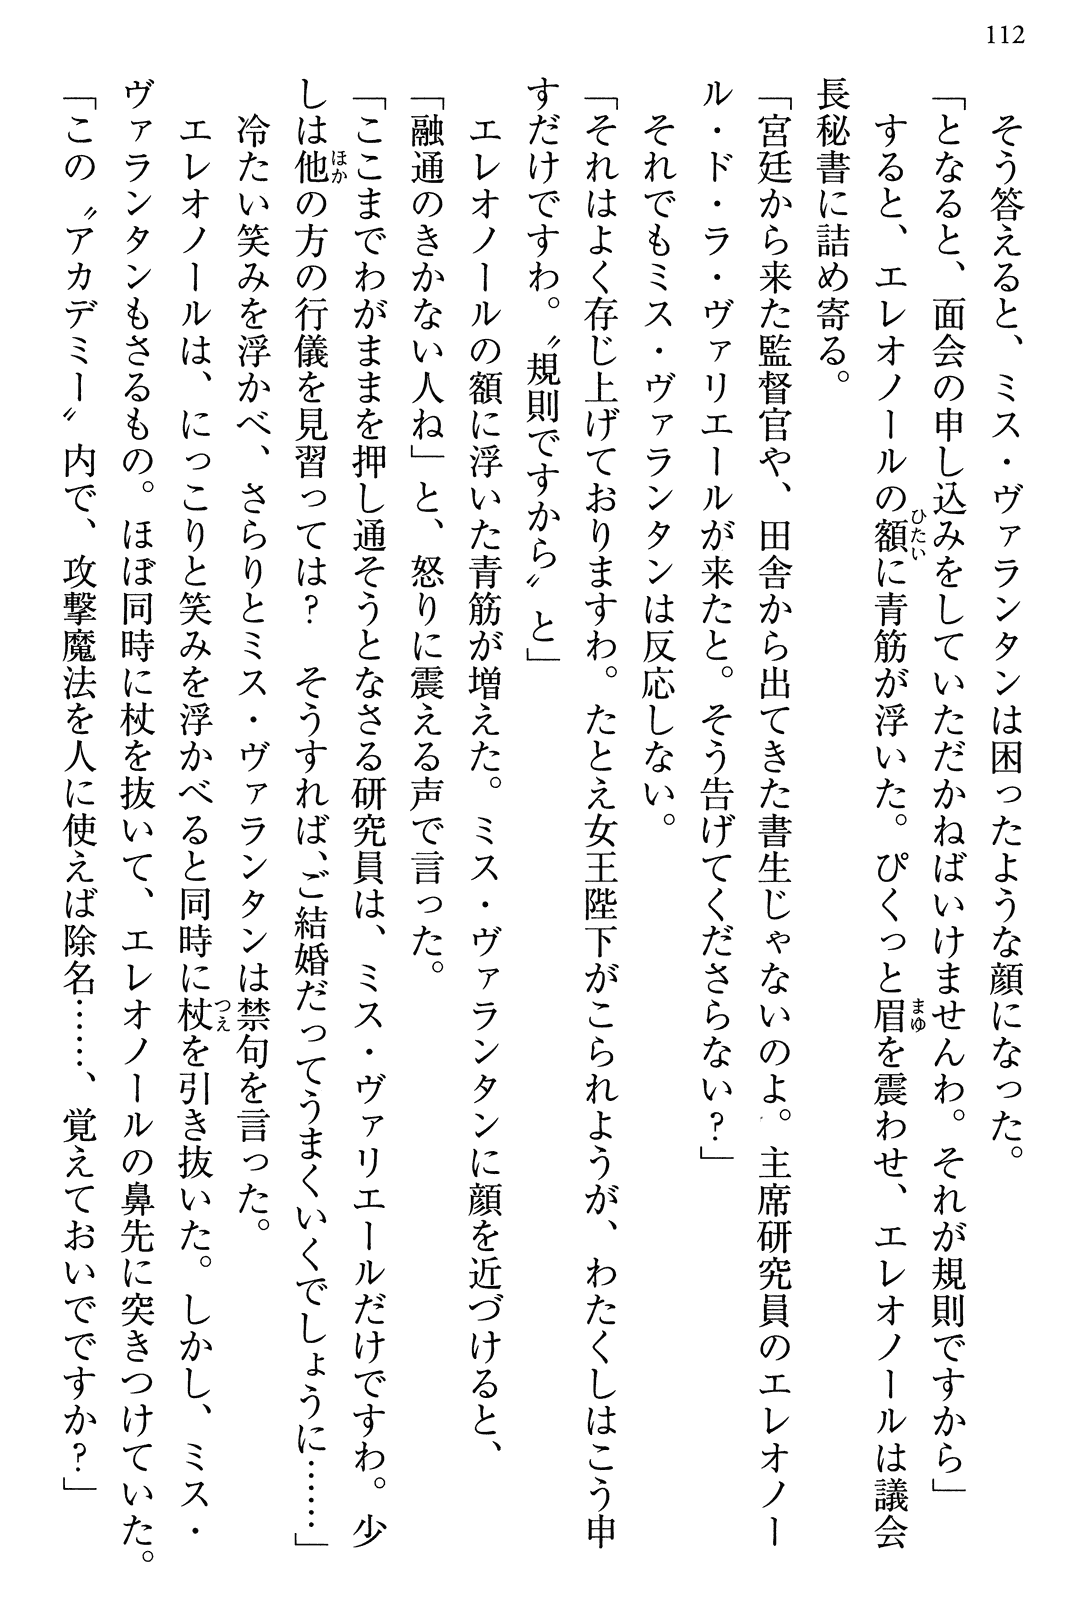 112
そう答えると、ミス・ヴァランタンは困ったような顔になった。
「となると、面会の申し込みをしていただかねばいけませんわ。それが規則ですから」
すると、エレオノールの額に青筋が浮いた。ぴくっと眉を震わせ、エレオノールは議会
長秘書に詰め寄る。
「宮廷から来た監督官や、田舎から出てきた書生じゃないのよ。主席研究員のエレオノー
ル・ド・ラ・ヴァリエールが来たと。そう告げてくださらない？」
それでもミス・ヴァランタンは反応しない。
「それはよく存じ上げておりますわ。たとえ女王陛下がこられようが、わたくしはこう申
すだけですわ。〝規則ですから〟と」
エレオノールの額に浮いた青筋が増えた。ミス・ヴァランタンに顔を近づけると、
「融通のきかない人ね」と、怒りに震える声で言った。
「ここまでわがままを押し通そうとなさる研究員は、ミス・ヴァリエールだけですわ。少
しは他の方の行儀を見習っては？　そうすれば、ご結婚だってうまくいくでしょうに……」
冷たい笑みを浮かべ、さらりとミス・ヴァランタンは禁句を言った。
エレオノールは、にっこりと笑みを浮かべると同時に杖を引き抜いた。しかし、ミス・
ヴァランタンもさるもの。ほぼ同時に杖を抜いて、エレオノールの鼻先に突きつけていた。
「この〝アカデミー〟内で、攻撃魔法を人に使えば除名……、覚えておいでですか？」
ひたい
まゆ
ほか
つえ